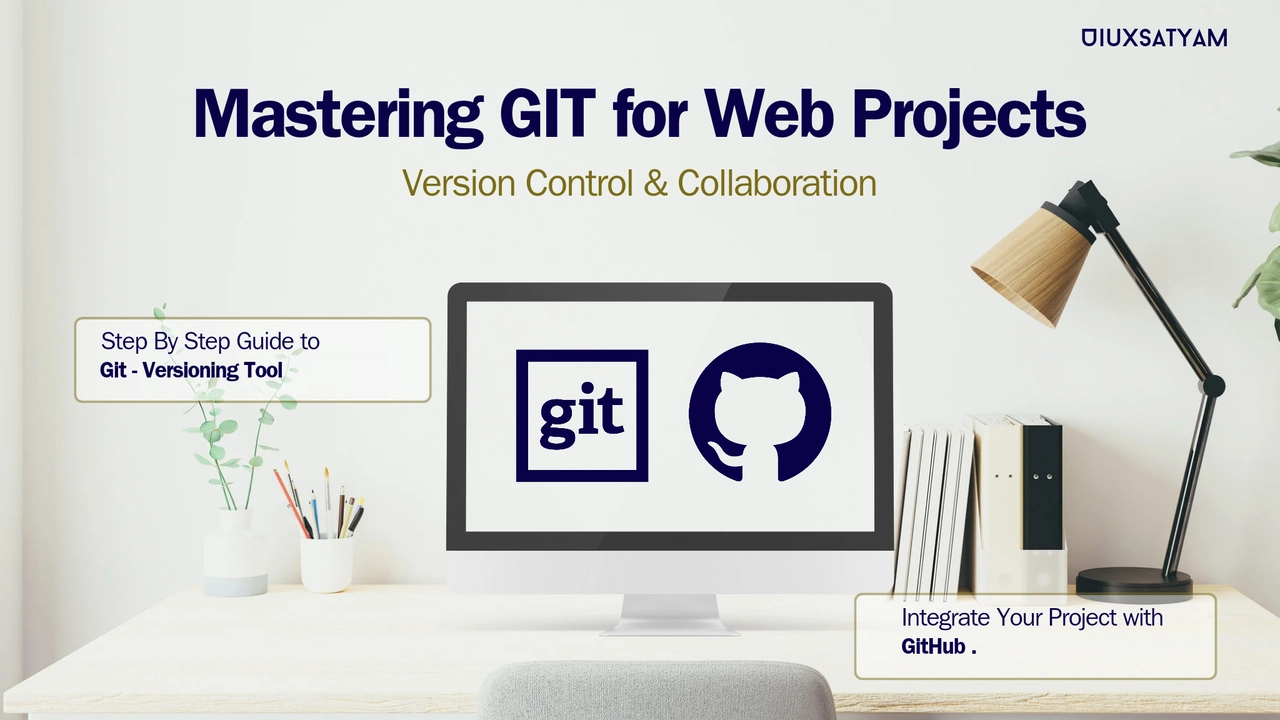 UIUXSATYAM
Mastering GIT for Web Projects
Version Control & Collaboration
Step By Step Guide to
Git - Versioning Tool
git
Integrate Your Project with
GitHub .